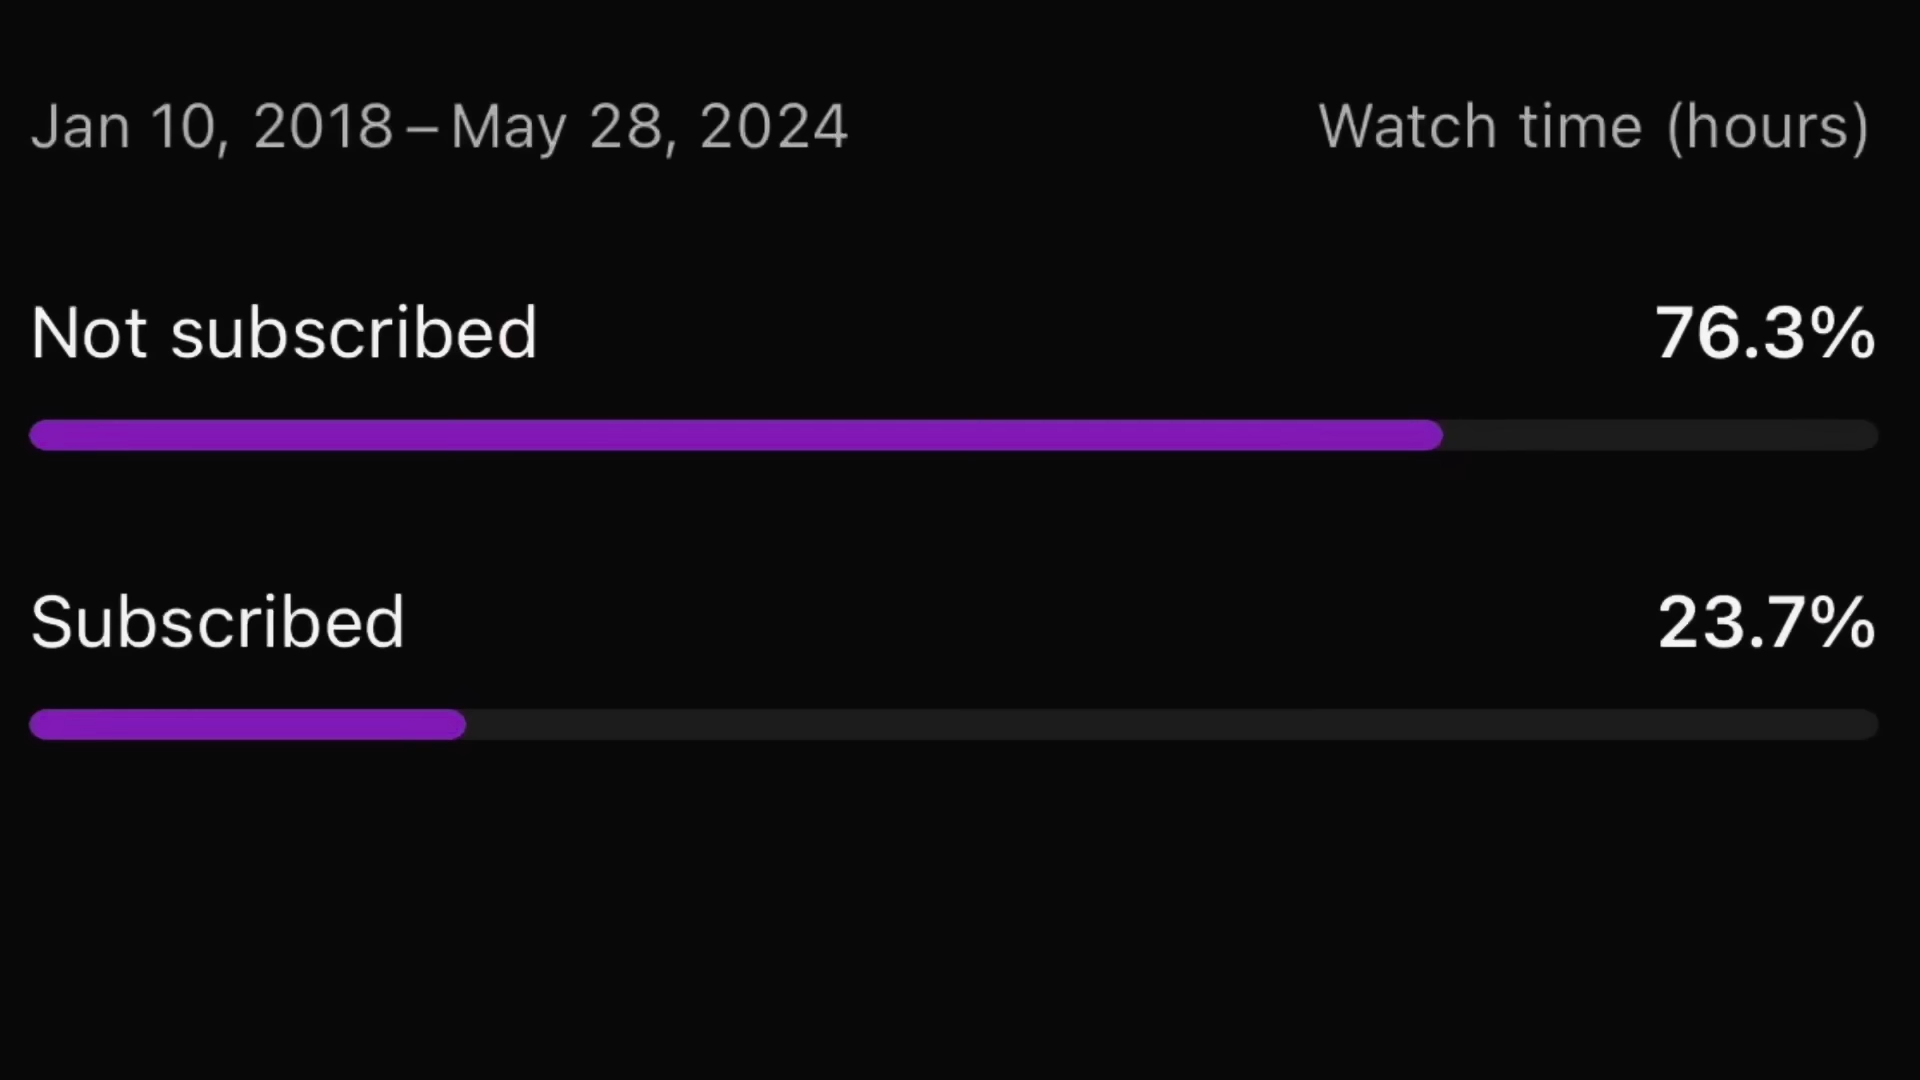 Jan 10, 2018 – May 28, 2024 Watch time (hours)
Not subscribed 76.3%
Subscribed 23.7%